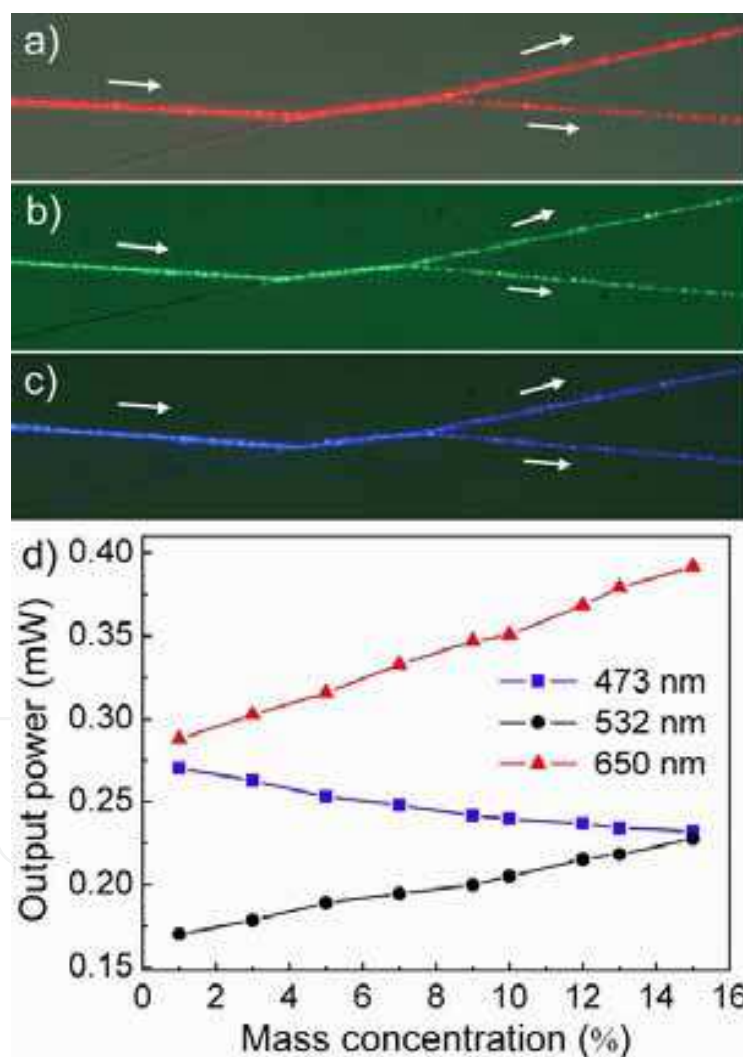 a)
b)
c)
d)
0.40
0.35
0.30
0.25
0.20
0.15
Output power (mW)
473 nm
532 nm
650 nm
0 2 4 6 8 10 12 14 16
Mass concentration (%)